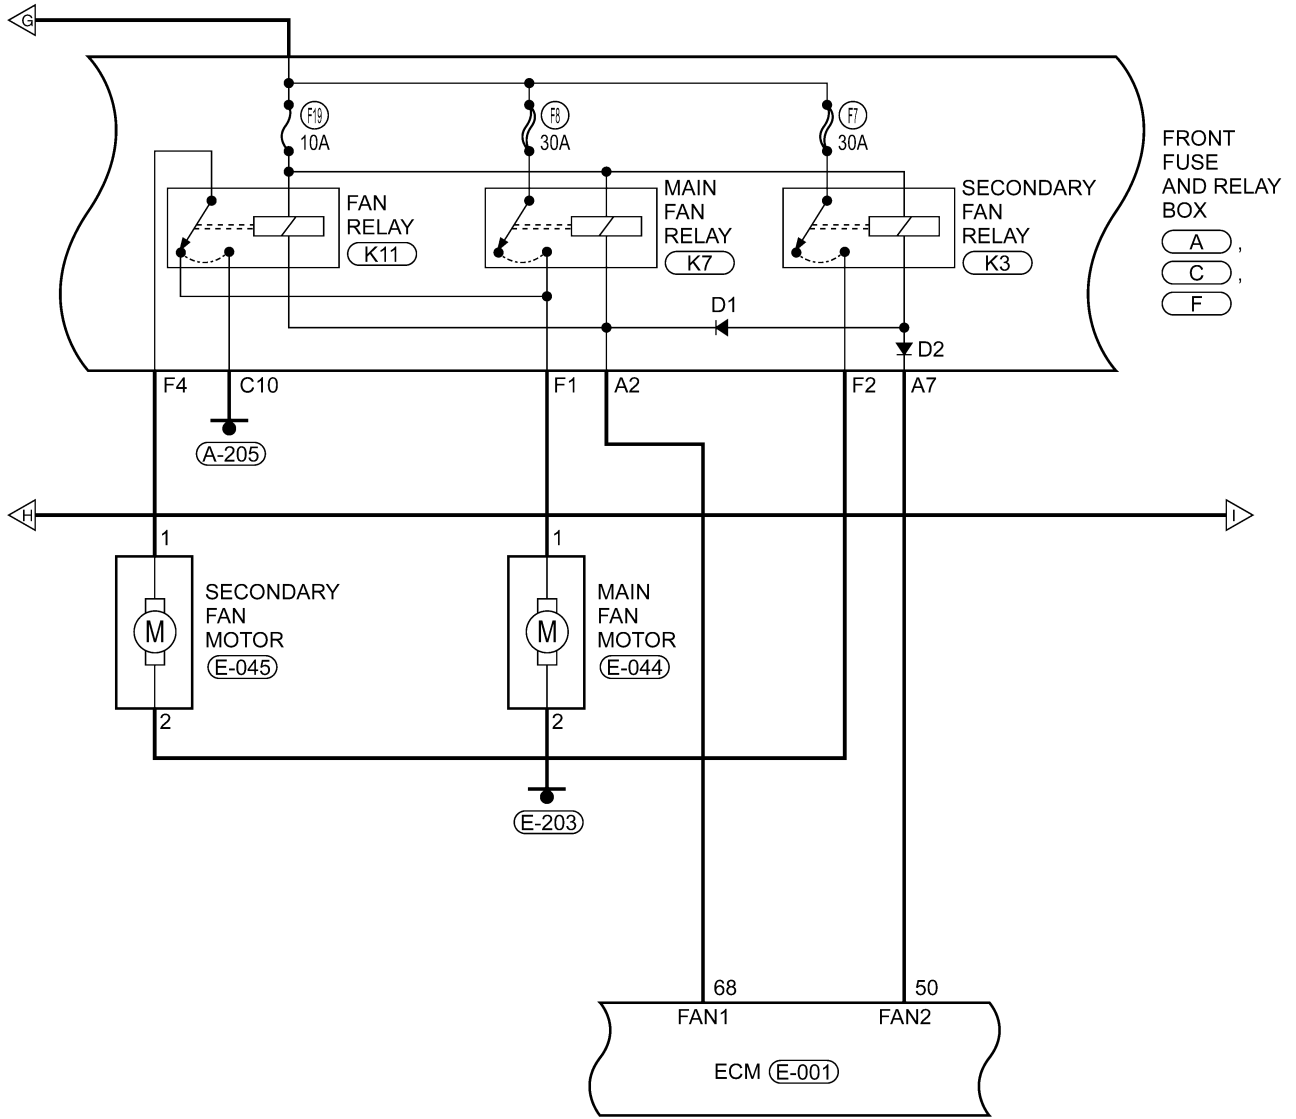 G
F19
10A
F8
30A
F7
30A
FRONT
FUSE
AND RELAY
BOX
A ,
C ,
F
FAN
RELAY
K11
MAIN
FAN
RELAY
K7
SECONDARY
FAN
RELAY
K3
D1
D2
F4
C10
F1
A2
F2
A7
A-205
H
I
1
1
M
SECONDARY
FAN
MOTOR
E-045
M
MAIN
FAN
MOTOR
E-044
2
2
E-203
68
50
FAN1
FAN2
ECM E-001